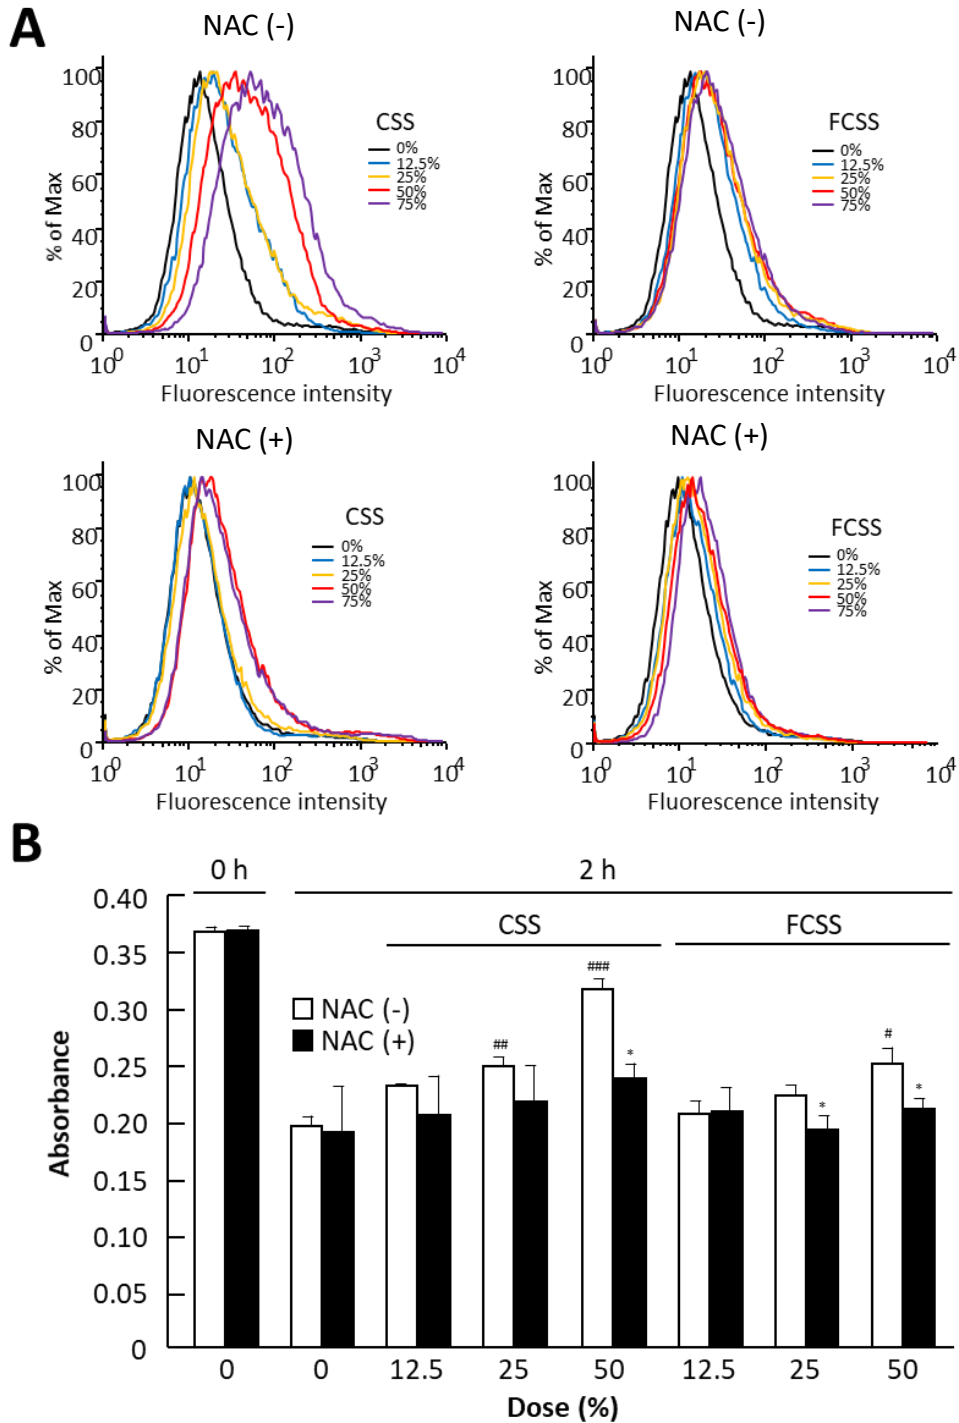 A
NAC (-)
NAC (-)
100
80
60
40
20
0
% of Max
CSS
0%
12.5%
25%
50%
75%
10^0 10^1 10^2 10^3 10^4
Fluorescence intensity
100
80
60
40
20
0
% of Max
FCSS
0%
12.5%
25%
50%
75%
10^0 10^1 10^2 10^3 10^4
Fluorescence intensity
NAC (+)
NAC (+)
100
80
60
40
20
0
% of Max
CSS
0%
12.5%
25%
50%
75%
10^0 10^1 10^2 10^3 10^4
Fluorescence intensity
100
80
60
40
20
0
% of Max
FCSS
0%
12.5%
25%
50%
75%
10^0 10^1 10^2 10^3 10^4
Fluorescence intensity
B
0 h
2 h
CSS
FCSS
0.40
0.35
0.30
0.25
0.20
0.15
0.10
0.05
0
Absorbance
NAC (-)
NAC (+)
##
###
*
*
#
*
0 0 12.5 25 50 12.5 25 50
Dose (%)